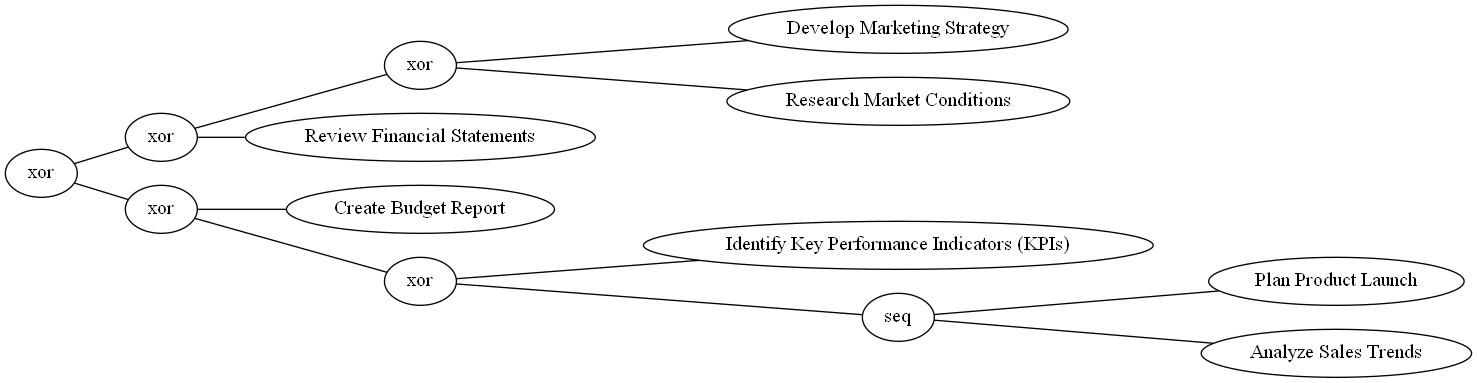 Develop Marketing Strategy
xor
Research Market Conditions
xor
Review Financial Statements
xor
xor
Create Budget Report
Identify Key Performance Indicators (KPIs)
xor
Plan Product Launch
seq
Analyze Sales Trends